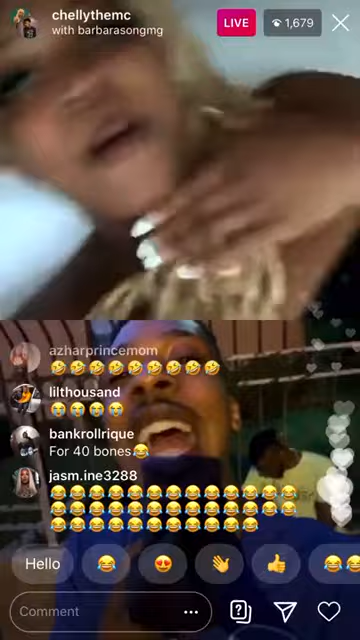 chellythemc
with barbarasongmg
LIVE
1,679
azharprincemom
🤣🤣🤣🤣🤣🤣🤣🤣🤣
lilthousand
😭😭😭😭
bankrollrique
For 40 bones😂
jasm.ine3288
😂😂😂😂😂😂😂😂😂😂😂😂😂
😂😂😂😂😂😂😂😂😂😂😂😂😂
😂😂😂😂😂😂😂😂😂😂😂
Hello 😂 😍 👋 👍 😂😂
Comment